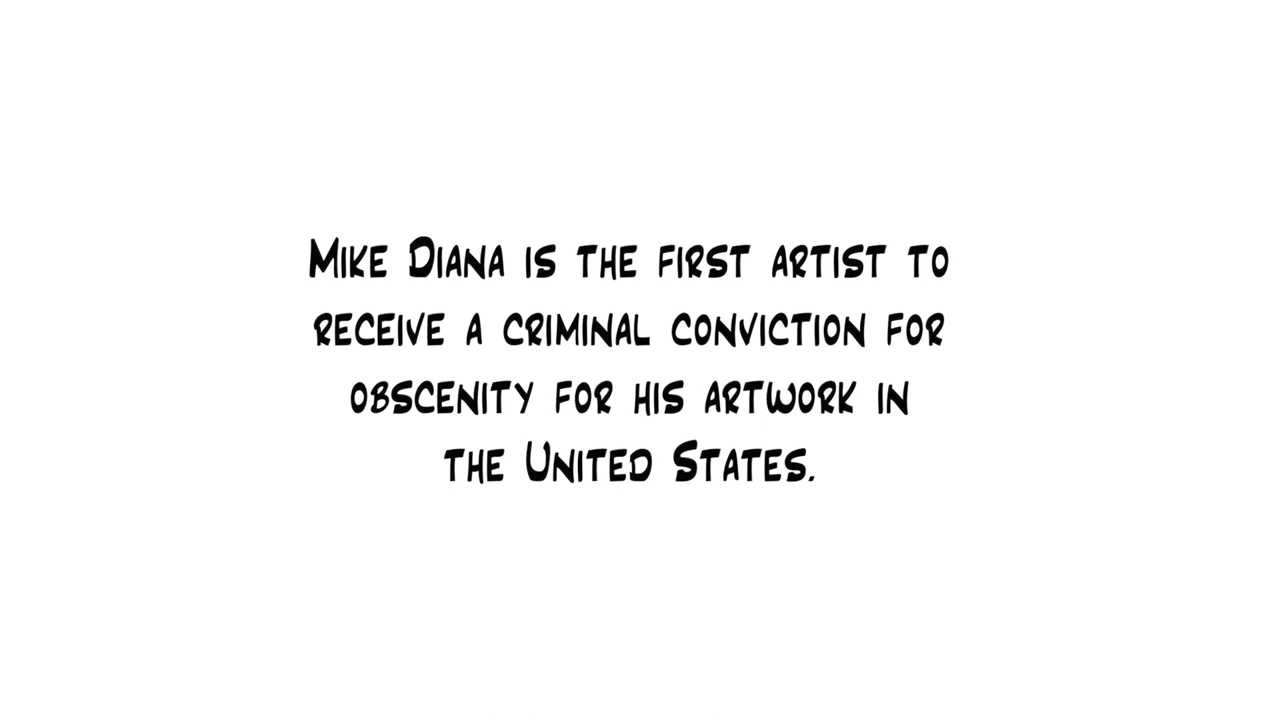 Mike Diana is the first artist to
receive a criminal conviction for
obscenity for his artwork in
the United States.